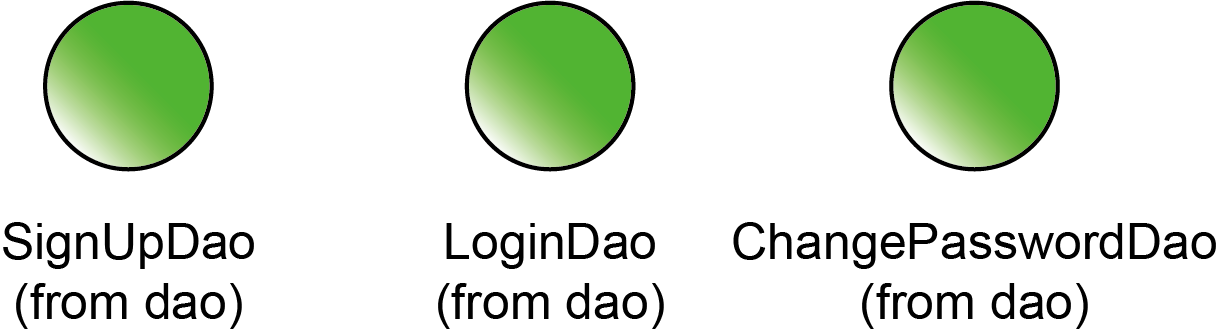 SignUpDao
(from dao)
LoginDao
(from dao)
ChangePasswordDao
(from dao)